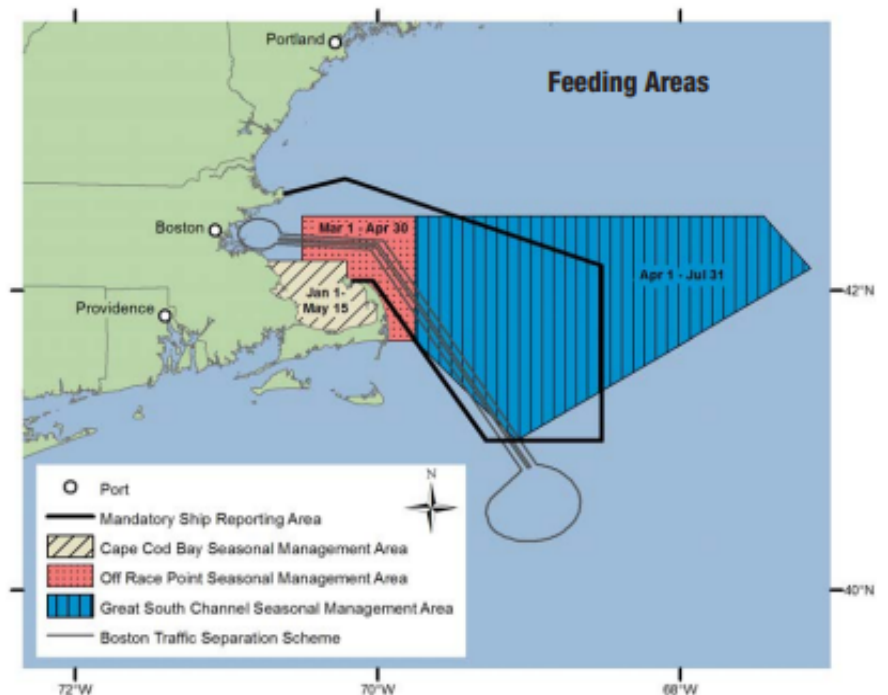 Portland
Feeding Areas
Boston
Mar 1 - Apr 30
Apr 1 - Jul 31
42°N
Jan 1-
May 15
Providence
N
Port
Mandatory Ship Reporting Area
Cape Cod Bay Seasonal Management Area
Off Race Point Seasonal Management Area
Great South Channel Seasonal Management Area
Boston Traffic Separation Scheme
40°N
72°W
70°W
68°W